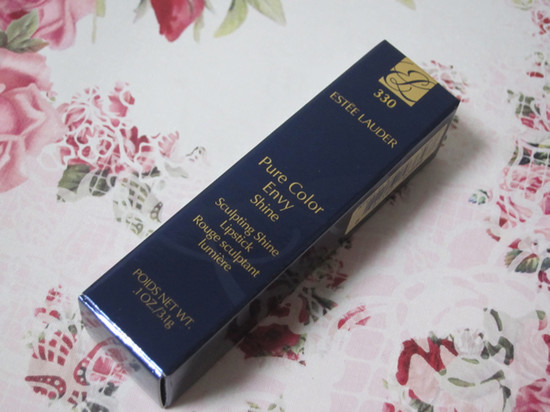 330
ESTĒE LAUDER
Pure Color
Envy
Shine
Sculpting Shine
Lipstick
Rouge sculptant
lumière
POIDS NET WT.
.1 OZ/3.1g